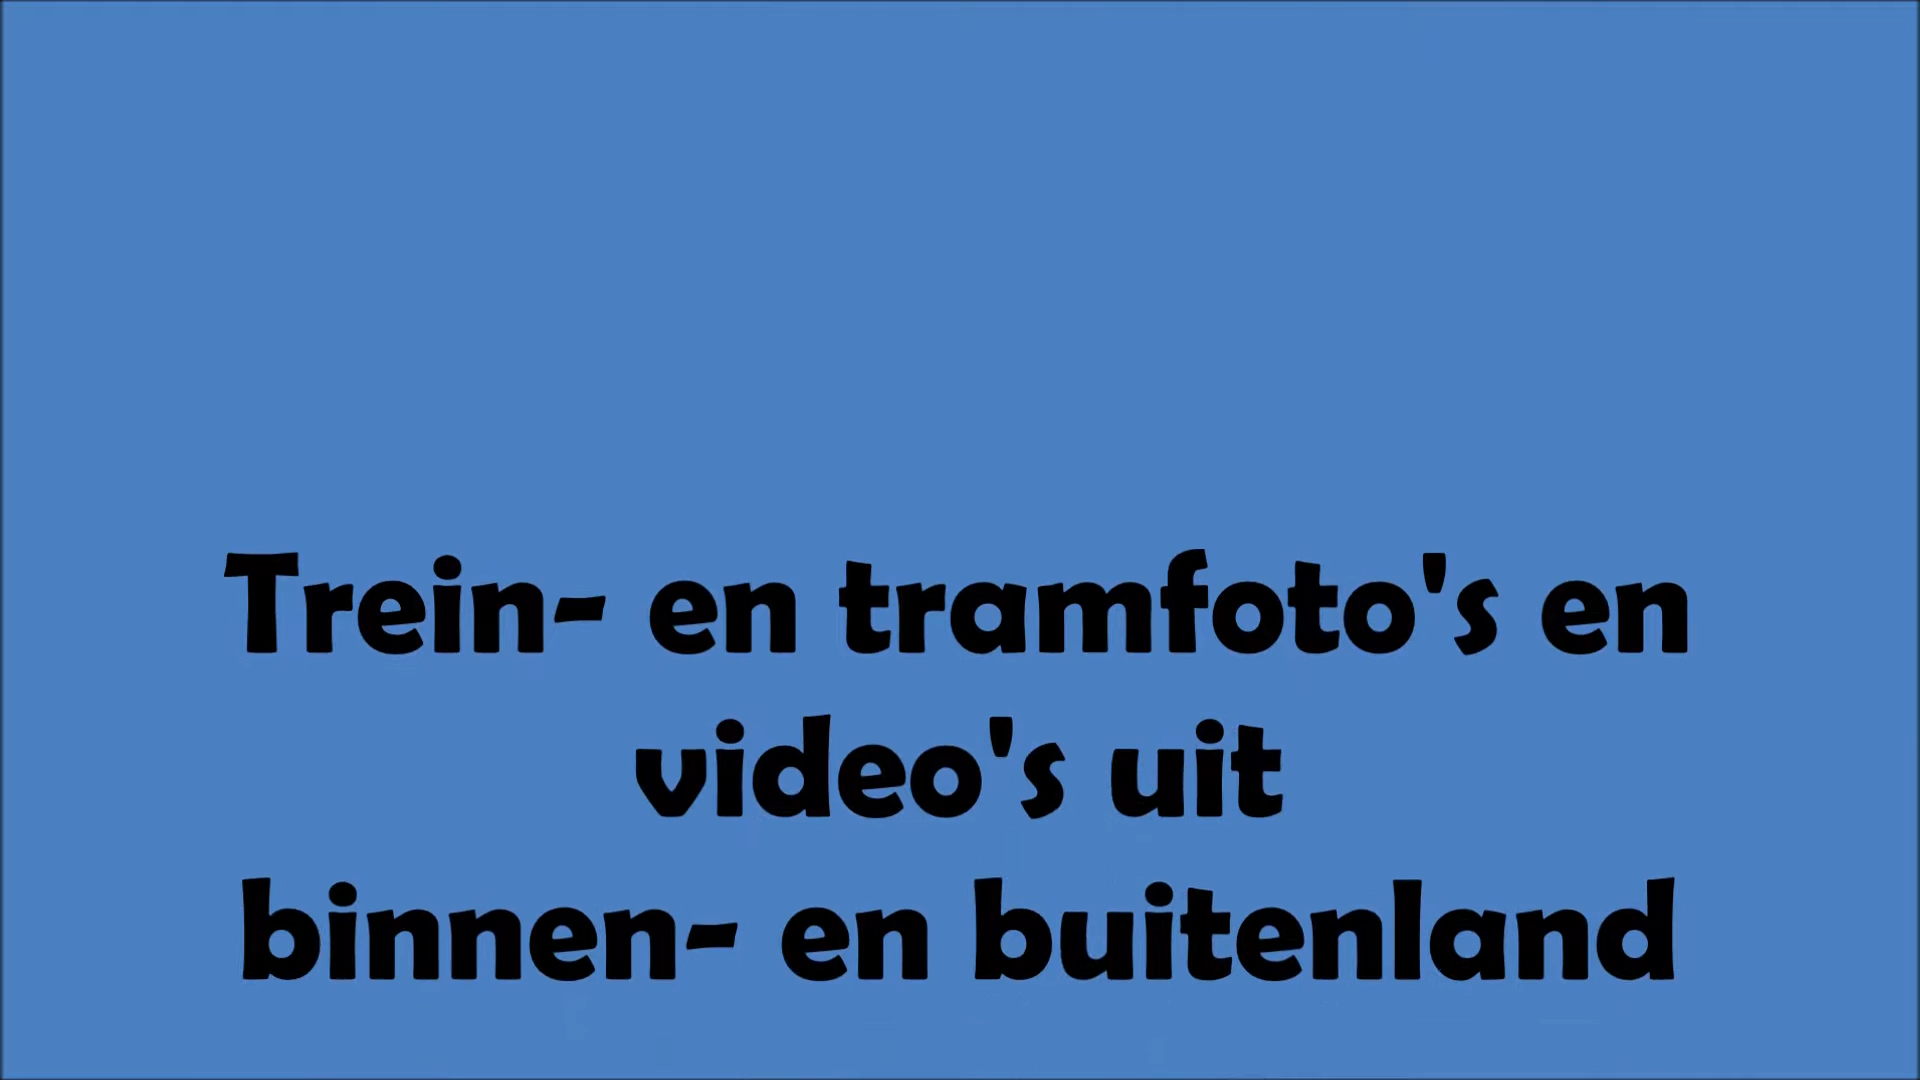 Trein- en tramfoto's en
video's uit
binnen- en buitenland